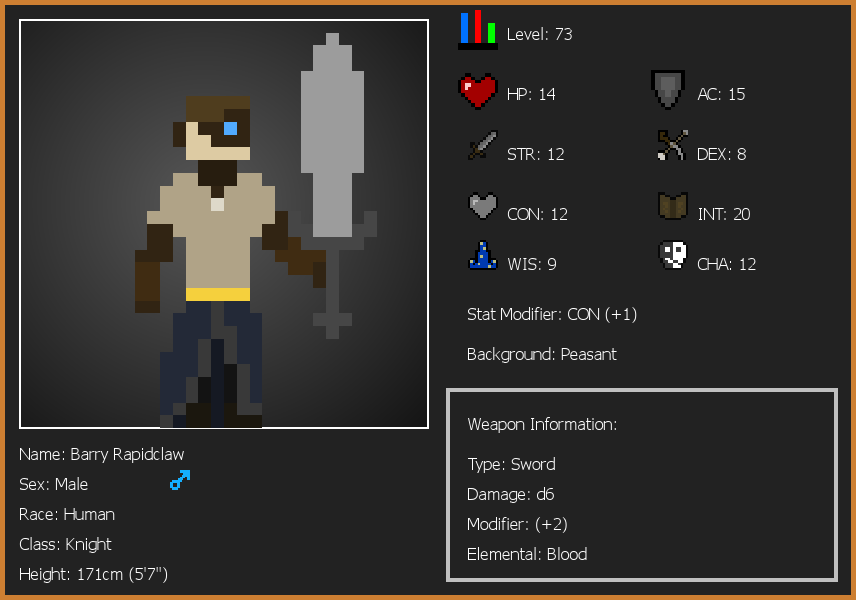 Level: 73
HP: 14
AC: 15
STR: 12
DEX: 8
CON: 12
INT: 20
WIS: 9
CHA: 12
Stat Modifier: CON (+1)
Background: Peasant
Weapon Information:
Type: Sword
Damage: d6
Modifier: (+2)
Elemental: Blood
Name: Barry Rapidclaw
Sex: Male
Race: Human
Class: Knight
Height: 171cm (5'7")